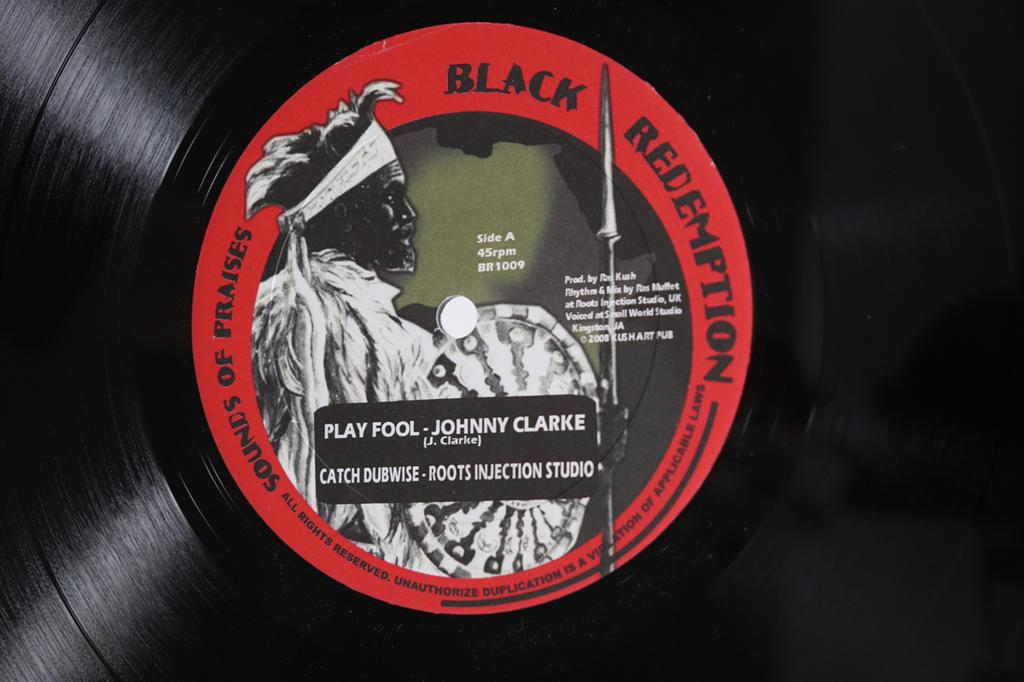 BLACK REDEMPTION
SOUNDS OF PRAISES
Side A
45rpm
BR1009
Prod. by Ras Kush
Rhythm & Mix by Ras Muffet
at Roots Injection Studio, UK
Voiced at Small World Studio
Kingston, JA
© 2008 KUSH ART PUB
PLAY FOOL - JOHNNY CLARKE
(J. Clarke)
CATCH DUBWISE - ROOTS INJECTION STUDIO
ALL RIGHTS RESERVED. UNAUTHORIZE DUPLICATION IS A VIOLATION OF APPLICABLE LAWS